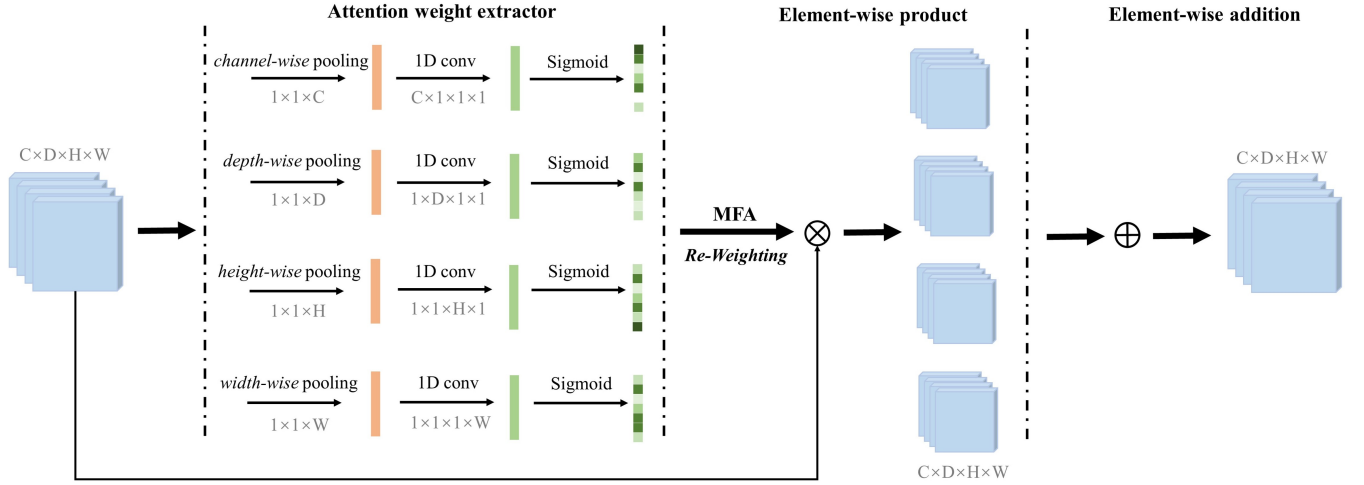 Attention weight extractor
Element-wise product
Element-wise addition
C×D×H×W
channel-wise pooling
1×1×C
1D conv
C×1×1×1
Sigmoid
depth-wise pooling
1×1×D
1D conv
1×D×1×1
Sigmoid
height-wise pooling
1×1×H
1D conv
1×1×H×1
Sigmoid
width-wise pooling
1×1×W
1D conv
1×1×1×W
Sigmoid
MFA
Re-Weighting
C×D×H×W
C×D×H×W